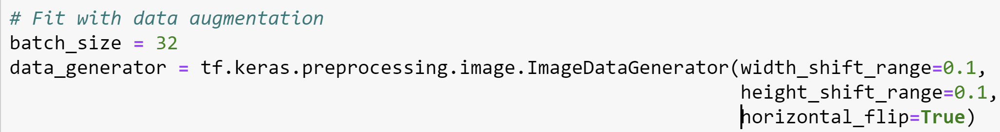 # Fit with data augmentation
batch_size = 32
data_generator = tf.keras.preprocessing.image.ImageDataGenerator(width_shift_range=0.1,
height_shift_range=0.1,
horizontal_flip=True)